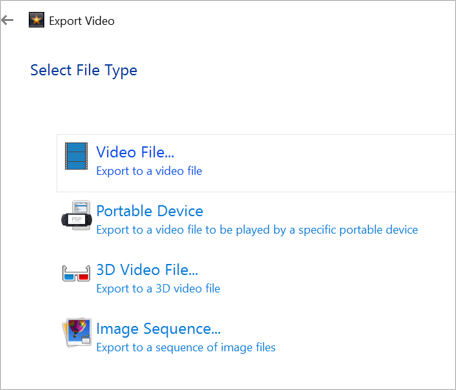 Export Video
Select File Type
Video File...
Export to a video file
PSP
Portable Device
Export to a video file to be played by a specific portable device
3D Video File...
Export to a 3D video file
Image Sequence...
Export to a sequence of image files